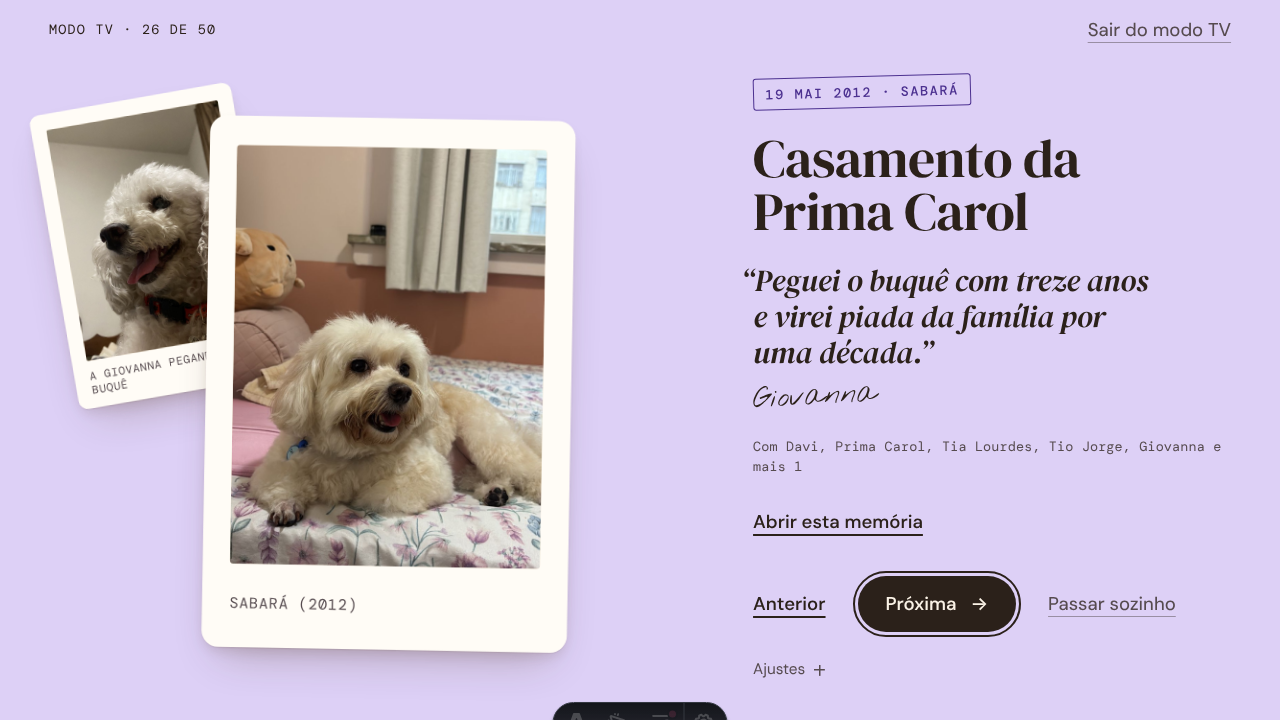 MODO TV · 26 DE 50
Sair do modo TV
19 MAI 2012 · SABARÁ
Casamento da
Prima Carol
“Peguei o buquê com treze anos
e virei piada da família por
uma década.”
Giovanna
Com Davi, Prima Carol, Tia Lourdes, Tio Jorge, Giovanna e
mais 1
Abrir esta memória
Anterior
Próxima →
Passar sozinho
Ajustes +
A GIOVANNA
BUQUÊ
SABARÁ (2012)